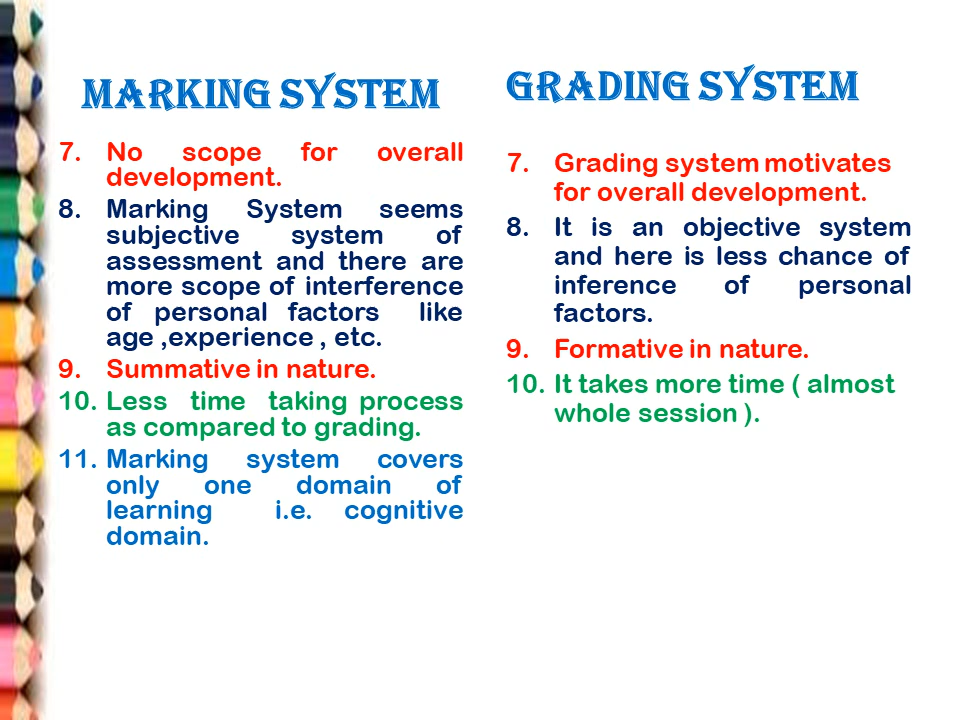 MARKING SYSTEM
7. No scope for overall
development.
8. Marking System seems
subjective system of
assessment and there are
more scope of interference
of personal factors like
age ,experience , etc.
9. Summative in nature.
10. Less time taking process
as compared to grading.
11. Marking system covers
only one domain of
learning i.e. cognitive
domain.
GRADING SYSTEM
7. Grading system motivates
for overall development.
8. It is an objective system
and here is less chance of
inference of personal
factors.
9. Formative in nature.
10. It takes more time ( almost
whole session ).